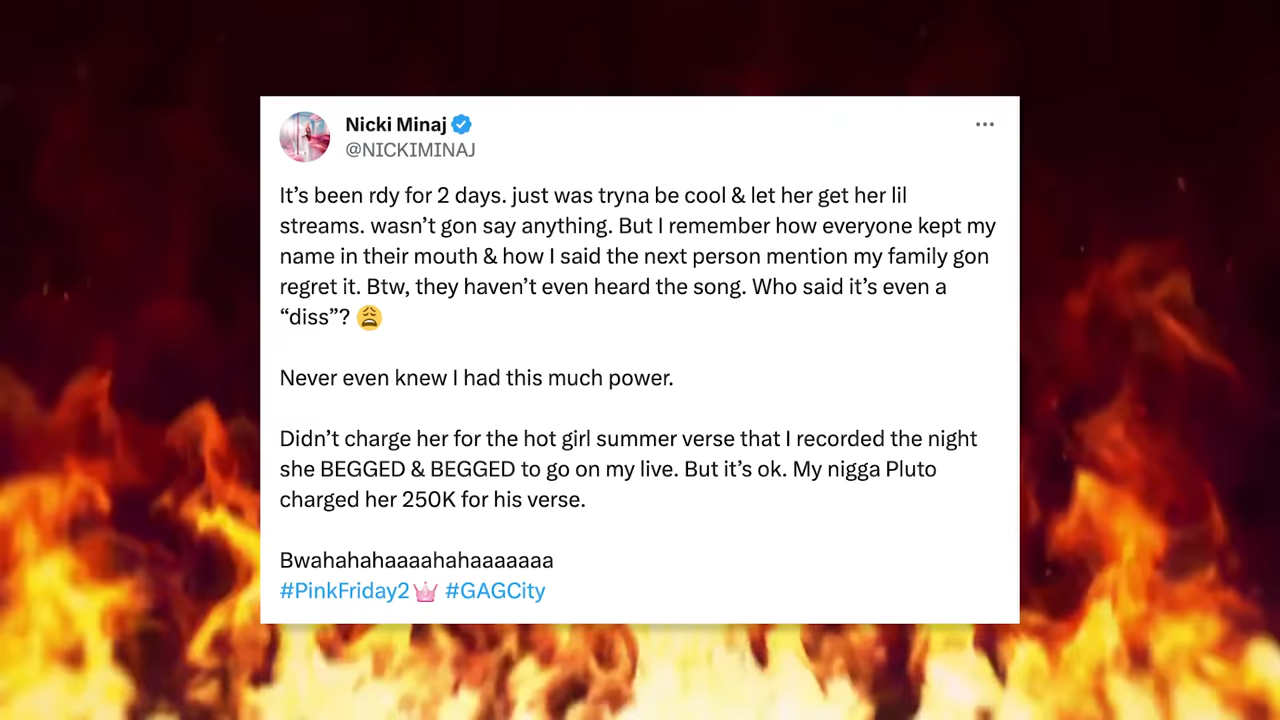 Nicki Minaj
@NICKIMINAJ
It’s been rdy for 2 days. just was tryna be cool & let her get her lil
streams. wasn’t gon say anything. But I remember how everyone kept my
name in their mouth & how I said the next person mention my family gon
regret it. Btw, they haven’t even heard the song. Who said it’s even a
“diss”? 😩
Never even knew I had this much power.
Didn’t charge her for the hot girl summer verse that I recorded the night
she BEGGED & BEGGED to go on my live. But it’s ok. My nigga Pluto
charged her 250K for his verse.
Bwahahahaaaahahaaaaaaa
#PinkFriday2 #GAGCity